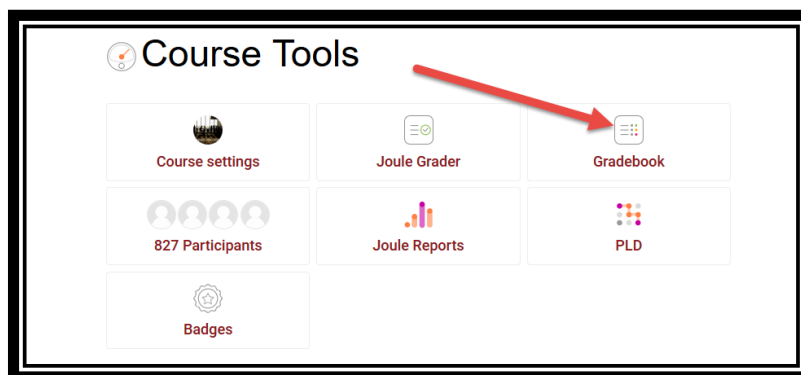 Course Tools
Course settings
Joule Grader
Gradebook
827 Participants
Joule Reports
PLD
Badges